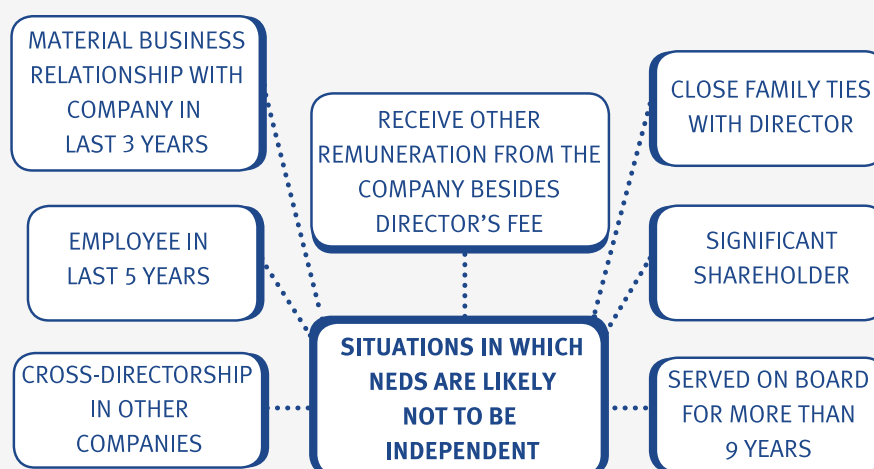 MATERIAL BUSINESS
RELATIONSHIP WITH
COMPANY IN
LAST 3 YEARS
RECEIVE OTHER
REMUNERATION FROM THE
COMPANY BESIDES
DIRECTOR’S FEE
CLOSE FAMILY TIES
WITH DIRECTOR
EMPLOYEE IN
LAST 5 YEARS
SIGNIFICANT
SHAREHOLDER
CROSS-DIRECTORSHIP
IN OTHER
COMPANIES
SITUATIONS IN WHICH
NEDS ARE LIKELY
NOT TO BE
INDEPENDENT
SERVED ON BOARD
FOR MORE THAN
9 YEARS